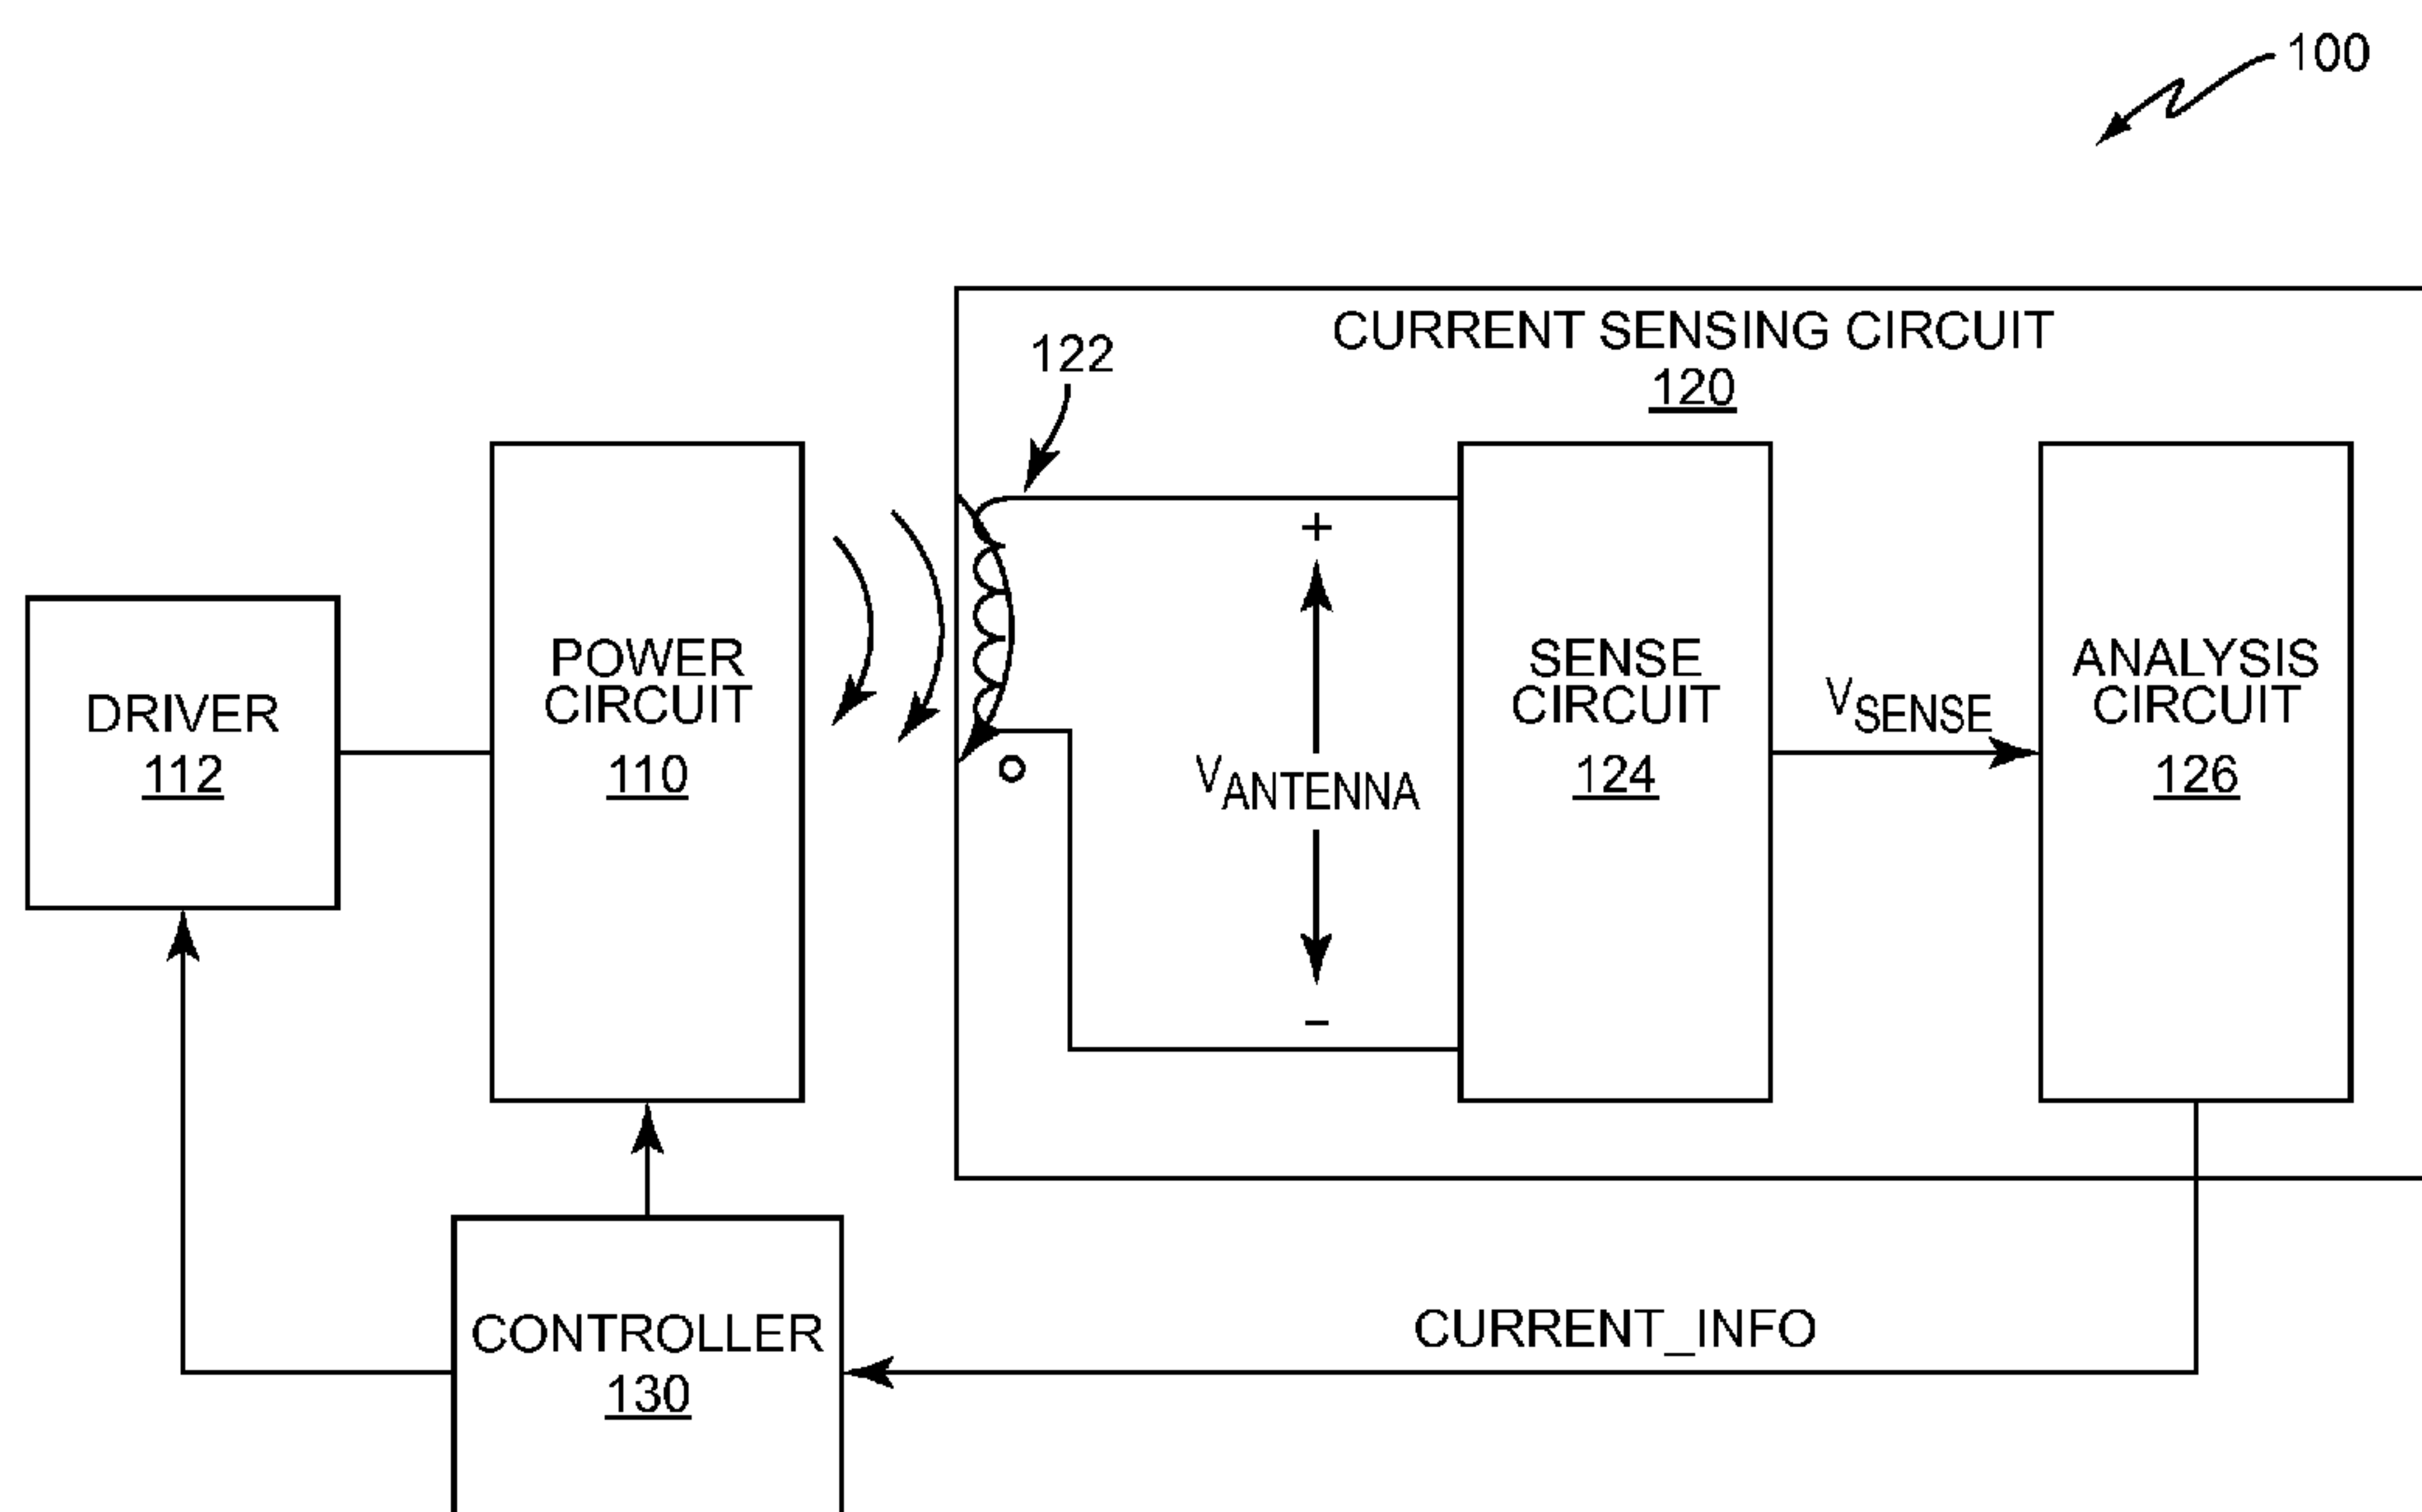 100
CURRENT SENSING CIRCUIT
120
122
+
POWER
CIRCUIT
110
SENSE
CIRCUIT
124
ANALYSIS
CIRCUIT
126
DRIVER
112
VSENSE
VANTENNA
–
CONTROLLER
130
CURRENT_INFO